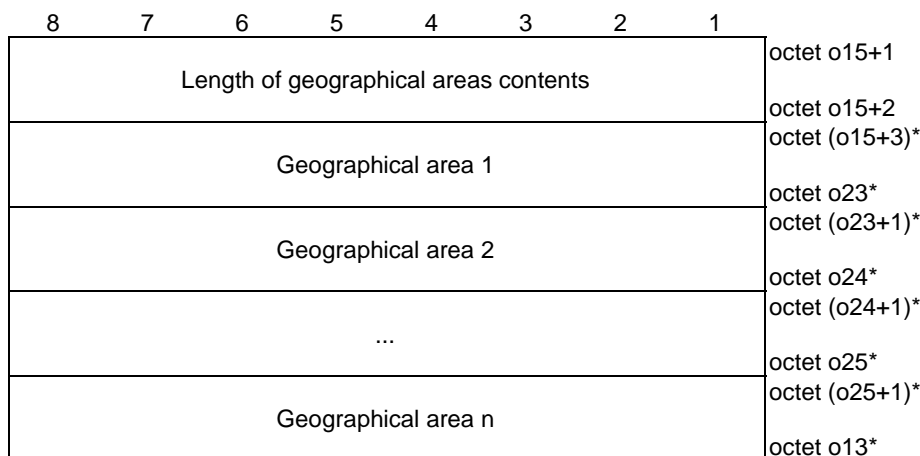 8 7 6 5 4 3 2 1
octet o15+1
Length of geographical areas contents
octet o15+2
octet (o15+3)*
Geographical area 1
octet o23*
octet (o23+1)*
Geographical area 2
octet o24*
octet (o24+1)*
...
octet o25*
octet (o25+1)*
Geographical area n
octet o13*